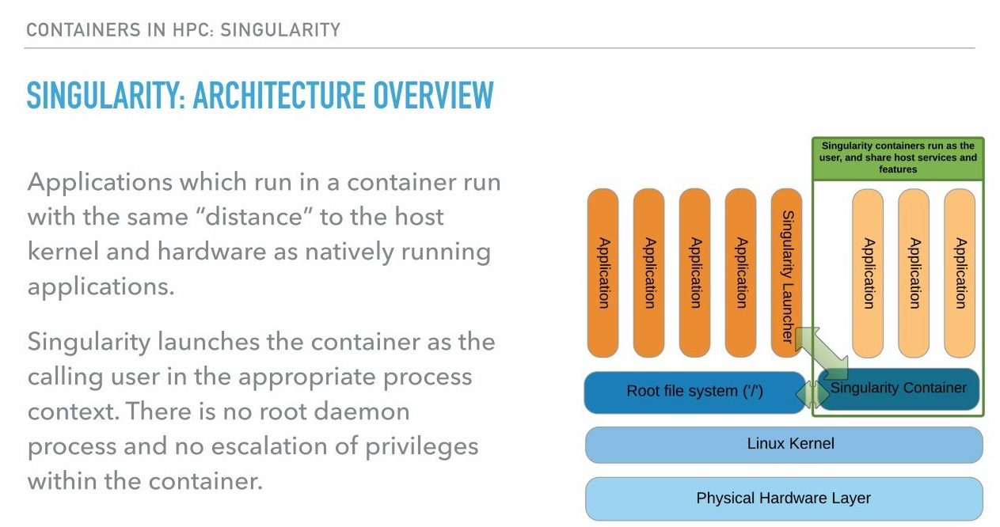 CONTAINERS IN HPC: SINGULARITY
SINGULARITY: ARCHITECTURE OVERVIEW
Applications which run in a container run
with the same “distance” to the host
kernel and hardware as natively running
applications.
Singularity launches the container as the
calling user in the appropriate process
context. There is no root daemon
process and no escalation of privileges
within the container.
Singularity containers run as the
user, and share host services and
features
Application
Application
Application
Application
Singularity Launcher
Application
Application
Application
Root file system ('/')
Singularity Container
Linux Kernel
Physical Hardware Layer